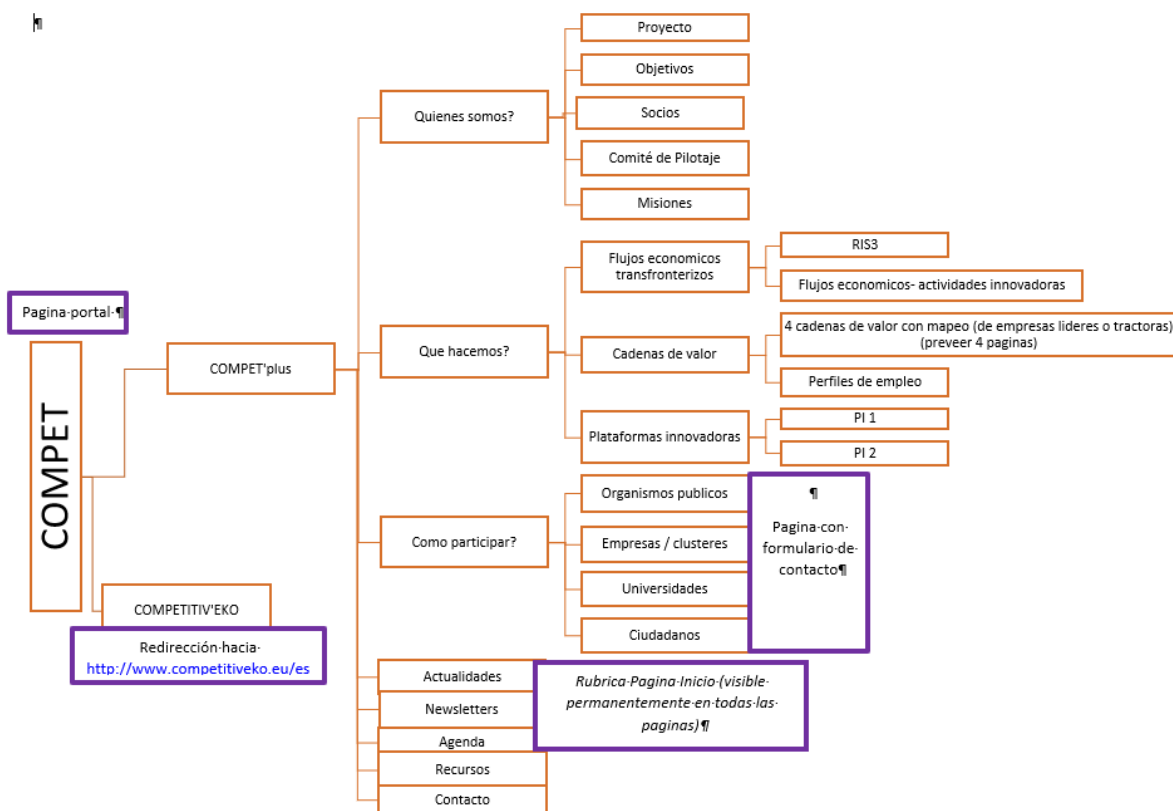 ¶
Proyecto
Objetivos
Quienes somos?
Socios
Comité de Pilotaje
Misiones
Flujos economicos
transfronterizos
RIS3
Flujos economicos- actividades innovadoras
Pagina·portal·¶
COMPET
COMPET'plus
Que hacemos?
Cadenas de valor
4 cadenas de valor con mapeo (de empresas lideres o tractoras)
(preveer 4 paginas)
Perfiles de empleo
Plataformas innovadoras
PI 1
PI 2
Como participar?
Organismos publicos
Empresas / clusteres
Universidades
Ciudadanos
¶
Pagina·con·
formulario·de·
contacto¶
COMPETITIV'EKO
Redirección·hacia·
http://www.competitiveko.eu/es
Actualidades
Newsletters
Agenda
Recursos
Contacto
Rubrica·Pagina·Inicio·(visible·
permanentemente·en·todas·las·
paginas)¶